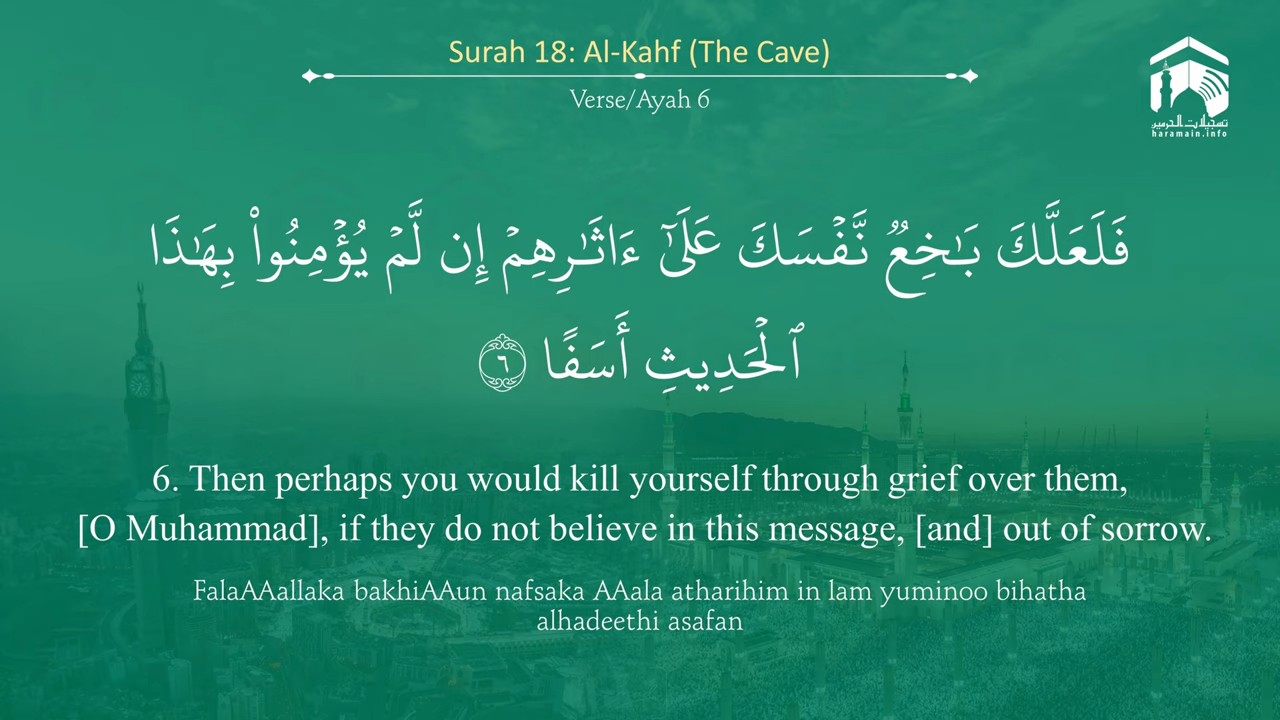 Surah 18: Al-Kahf (The Cave)
Verse/Ayah 6
تسجيلات الحرمين
haramain.info
فَلَعَلَّكَ بَـٰخِعٌۭ نَّفْسَكَ عَلَىٰٓ ءَاثَـٰرِهِمْ إِن لَّمْ يُؤْمِنُوا۟ بِهَـٰذَا
ٱلْحَدِيثِ أَسَفًا ٦
6. Then perhaps you would kill yourself through grief over them,
[O Muhammad], if they do not believe in this message, [and] out of sorrow.
FalaAAallaka bakhiAAun nafsaka AAala atharihim in lam yuminoo bihatha
alhadeethi asafan